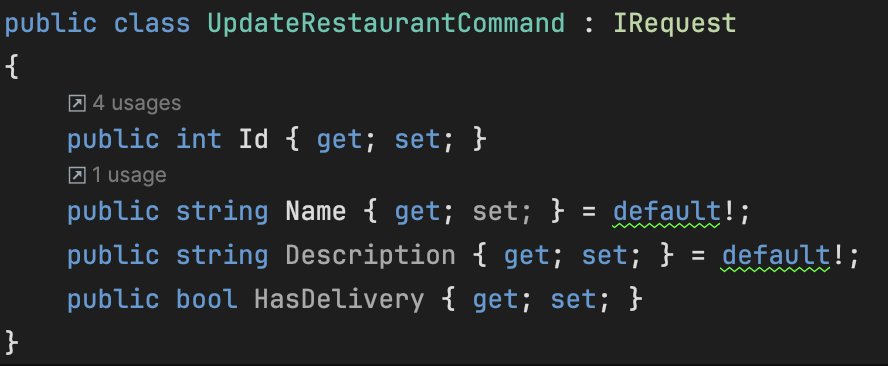 public class UpdateRestaurantCommand : IRequest
{
4 usages
public int Id { get; set; }
1 usage
public string Name { get; set; } = default!;
public string Description { get; set; } = default!;
public bool HasDelivery { get; set; }
}